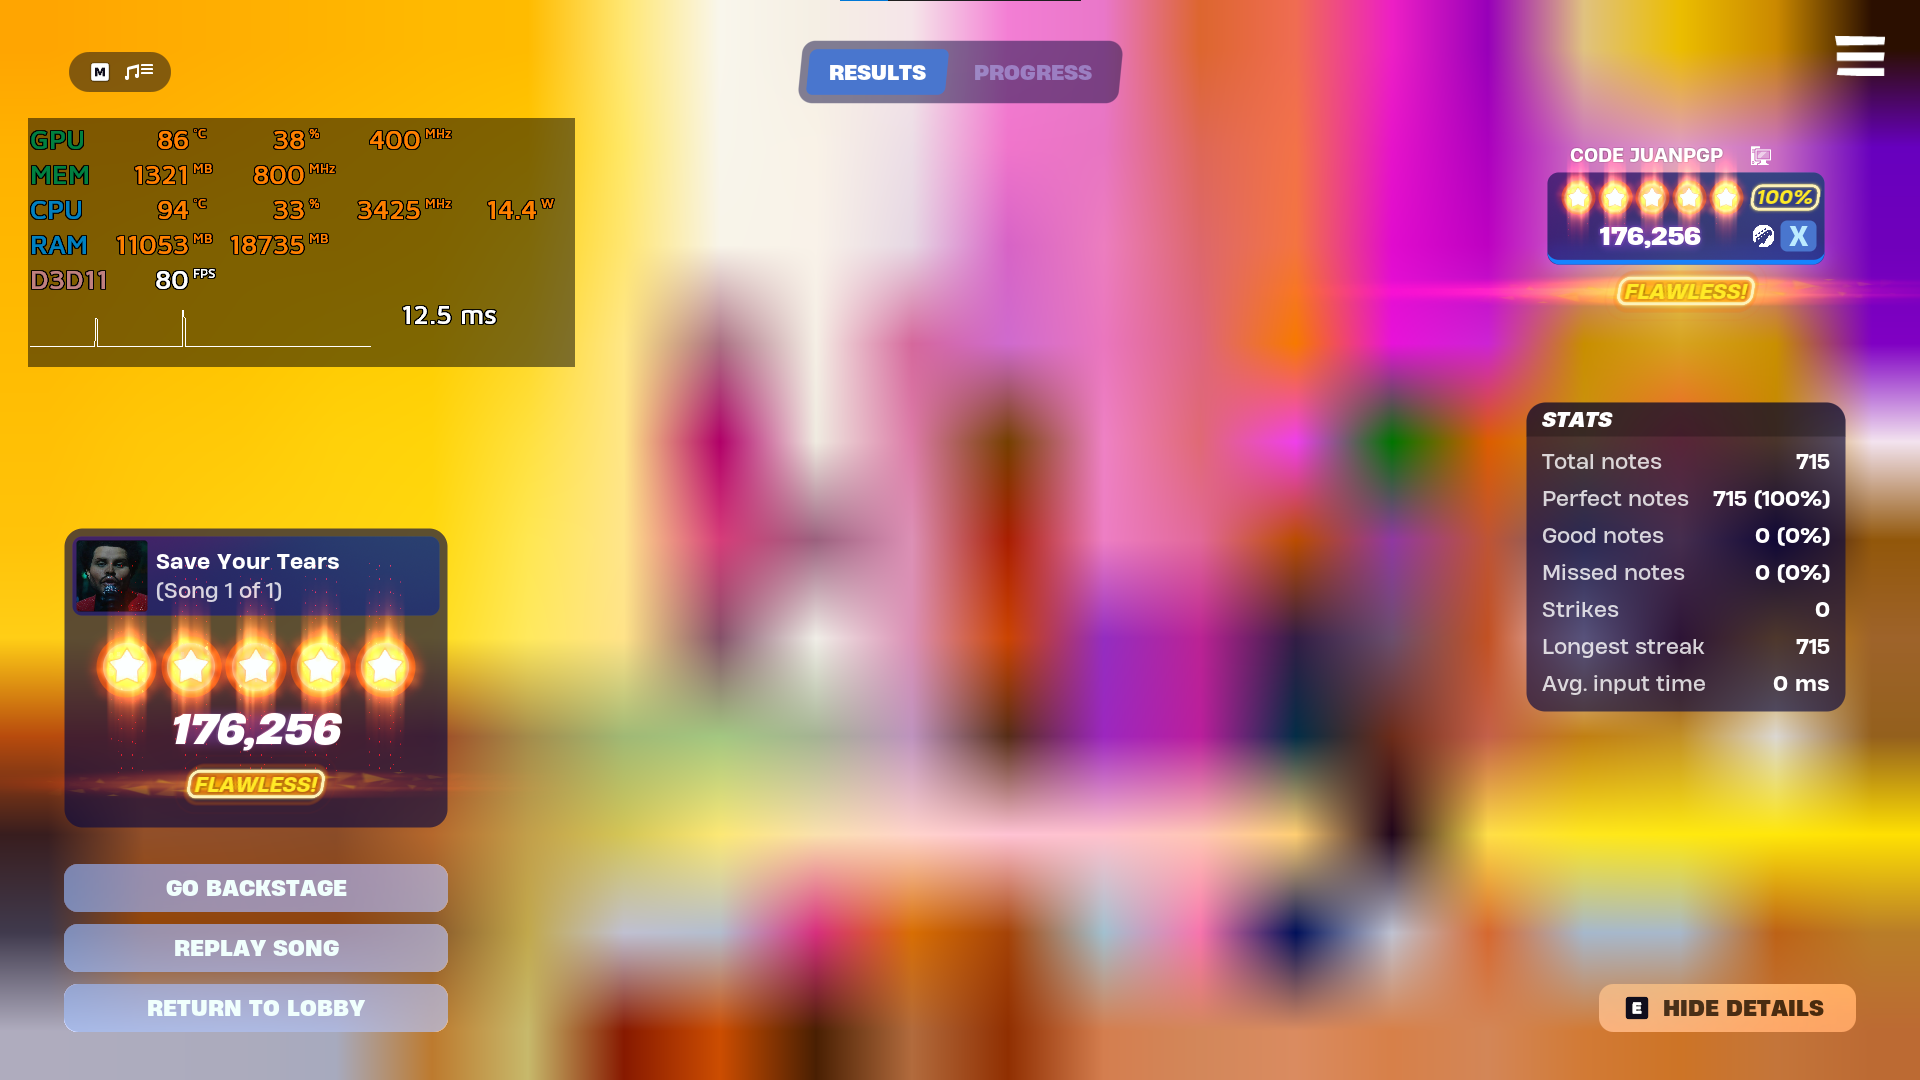 M
RESULTS PROGRESS
GPU 86 °C 38 % 400 MHz
MEM 1321 MB 800 MHz
CPU 94 °C 33 % 3425 MHz 14.4 W
RAM 11053 MB 18735 MB
D3D11 80 FPS
12.5 ms
CODE JUANPGP
100%
176,256 X
FLAWLESS!
STATS
Total notes 715
Perfect notes 715 (100%)
Good notes 0 (0%)
Missed notes 0 (0%)
Strikes 0
Longest streak 715
Avg. input time 0 ms
Save Your Tears
(Song 1 of 1)
176,256
FLAWLESS!
GO BACKSTAGE
REPLAY SONG
RETURN TO LOBBY
E HIDE DETAILS